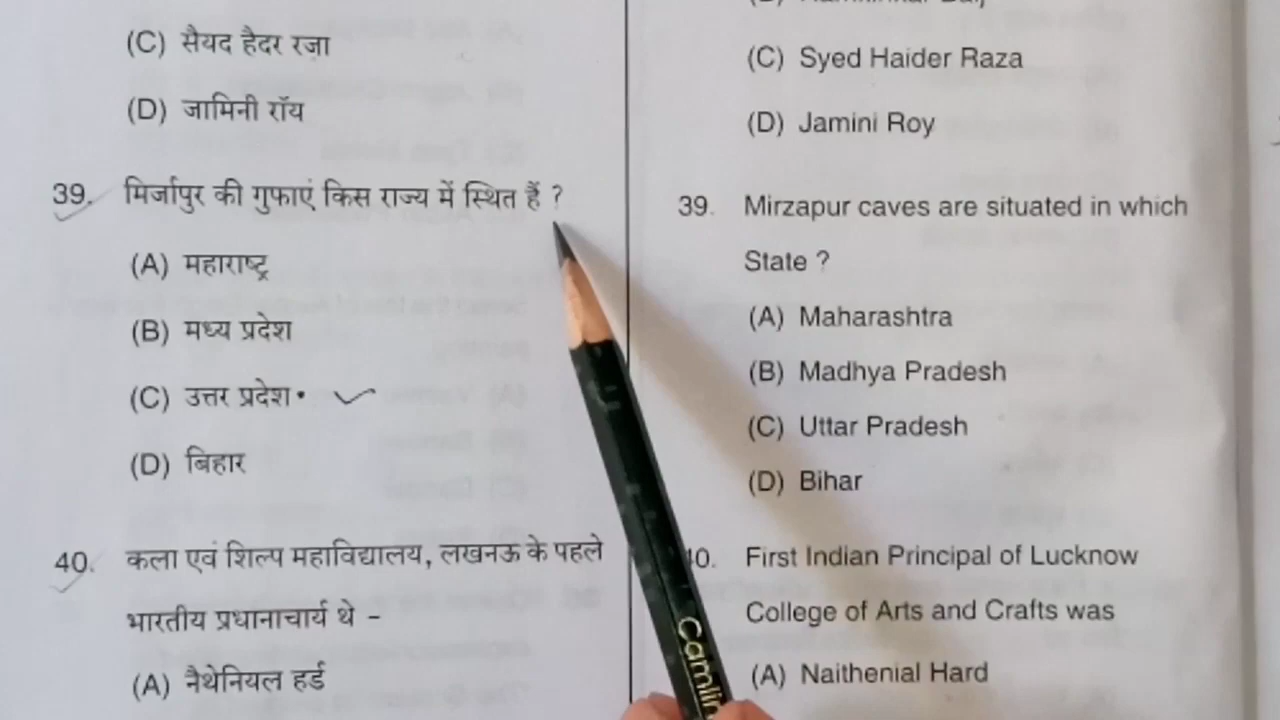 (C) सैयद हैदर रज़ा
(D) जामिनी रॉय
39. मिर्जापुर की गुफाएं किस राज्य में स्थित हैं ?
(A) महाराष्ट्र
(B) मध्य प्रदेश
(C) उत्तर प्रदेश
(D) बिहार
40. कला एवं शिल्प महाविद्यालय, लखनऊ के पहले
भारतीय प्रधानाचार्य थे –
(A) नैथेनियल हर्ड
(C) Syed Haider Raza
(D) Jamini Roy
39. Mirzapur caves are situated in which
State ?
(A) Maharashtra
(B) Madhya Pradesh
(C) Uttar Pradesh
(D) Bihar
40. First Indian Principal of Lucknow
College of Arts and Crafts was
(A) Naithenial Hard